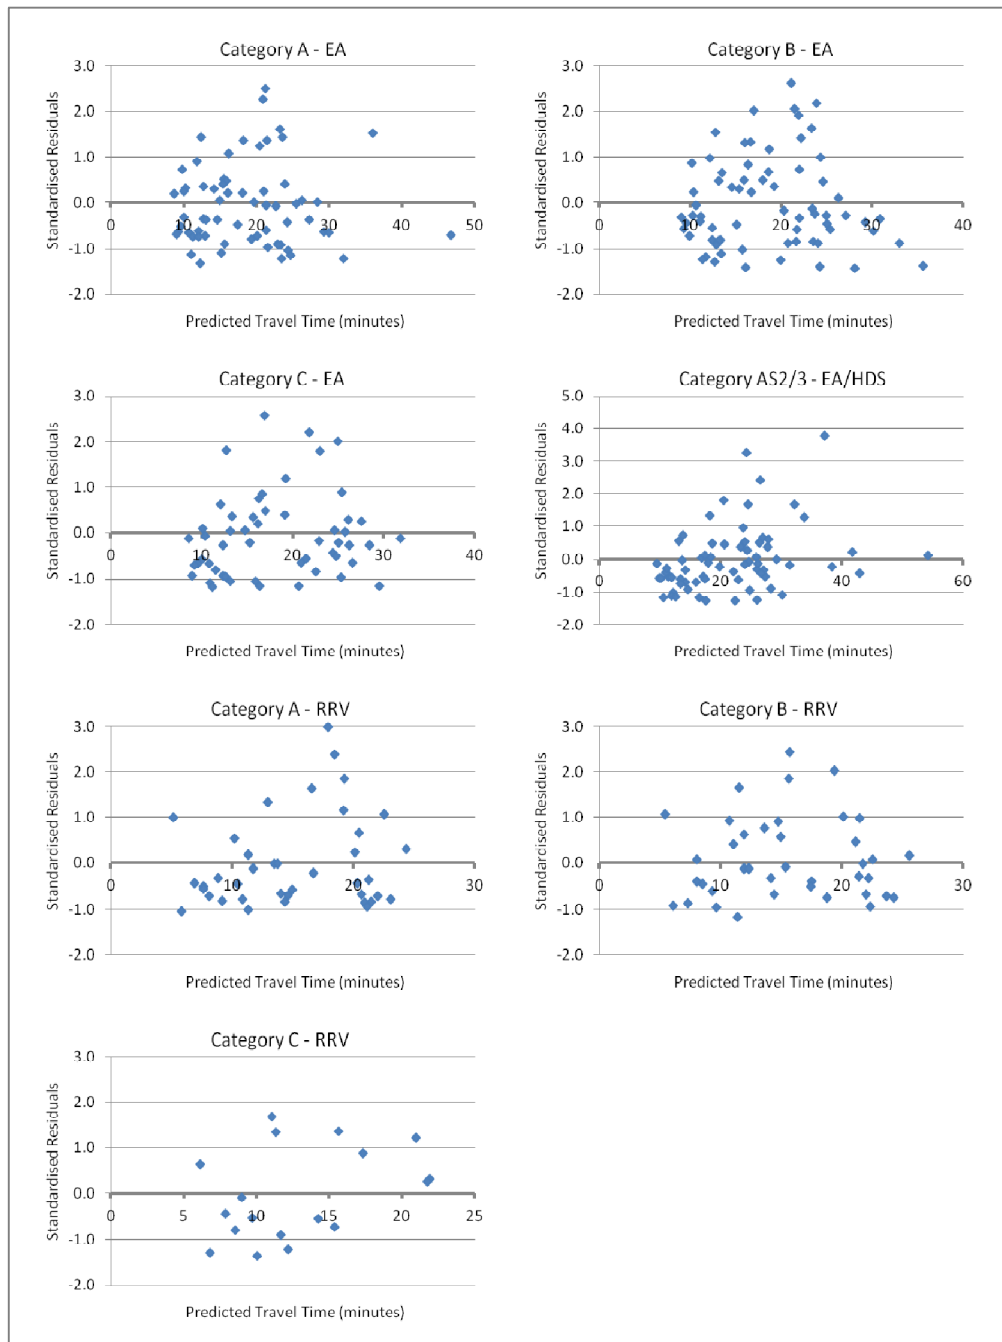 Category A - EA
3.0
2.0
1.0
0.0
-1.0
-2.0
0 10 20 30 40 50
Standardised Residuals
Predicted Travel Time (minutes)
Category B - EA
3.0
2.0
1.0
0.0
-1.0
-2.0
0 10 20 30 40
Standardised Residuals
Predicted Travel Time (minutes)
Category C - EA
3.0
2.0
1.0
0.0
-1.0
-2.0
0 10 20 30 40
Standardised Residuals
Predicted Travel Time (minutes)
Category AS2/3 - EA/HDS
5.0
4.0
3.0
2.0
1.0
0.0
-1.0
-2.0
0 20 40 60
Standardised Residuals
Predicted Travel Time (minutes)
Category A - RRV
3.0
2.0
1.0
0.0
-1.0
-2.0
0 10 20 30
Standardised Residuals
Predicted Travel Time (minutes)
Category B - RRV
3.0
2.0
1.0
0.0
-1.0
-2.0
0 10 20 30
Standardised Residuals
Predicted Travel Time (minutes)
Category C - RRV
3.0
2.0
1.0
0.0
-1.0
-2.0
0 5 10 15 20 25
Standardised Residuals
Predicted Travel Time (minutes)